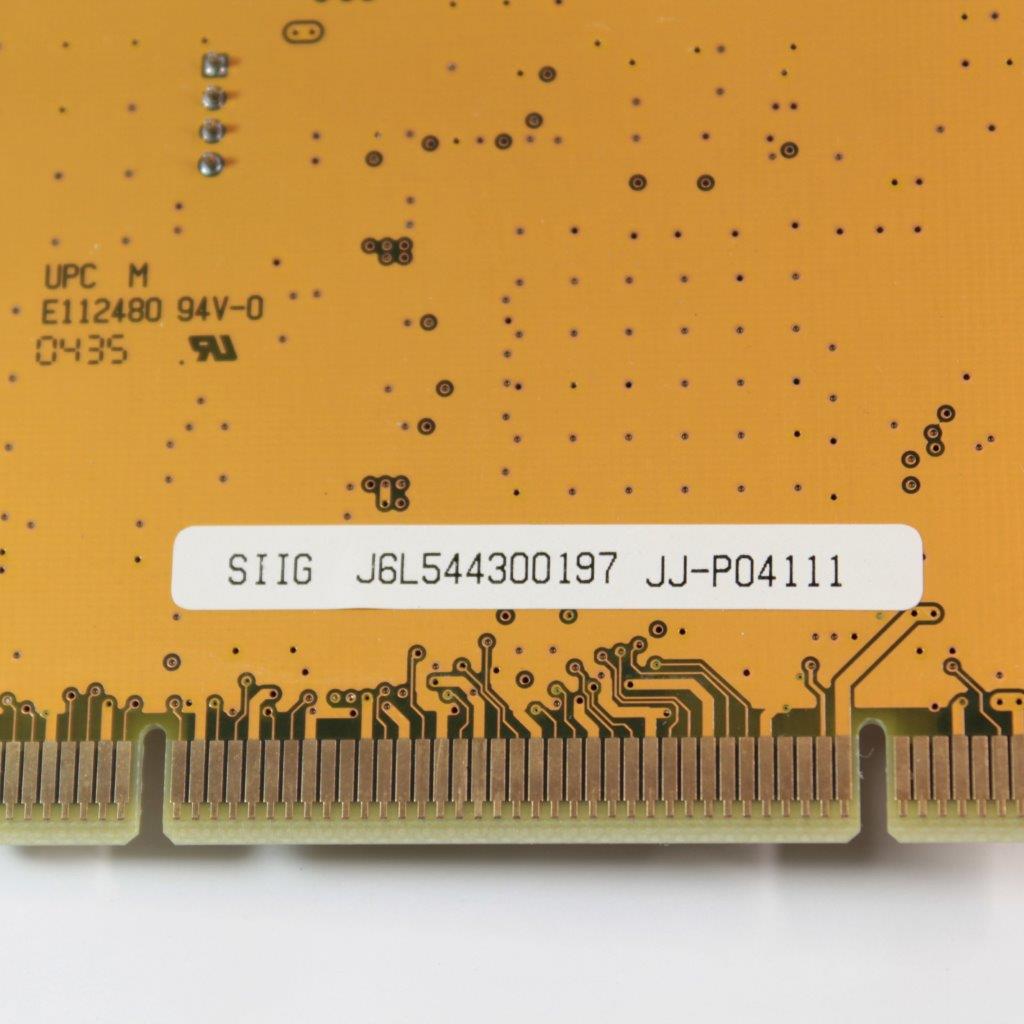 UPC M
E112480 94V-0
0435
SIIG J6L544300197 JJ-P04111